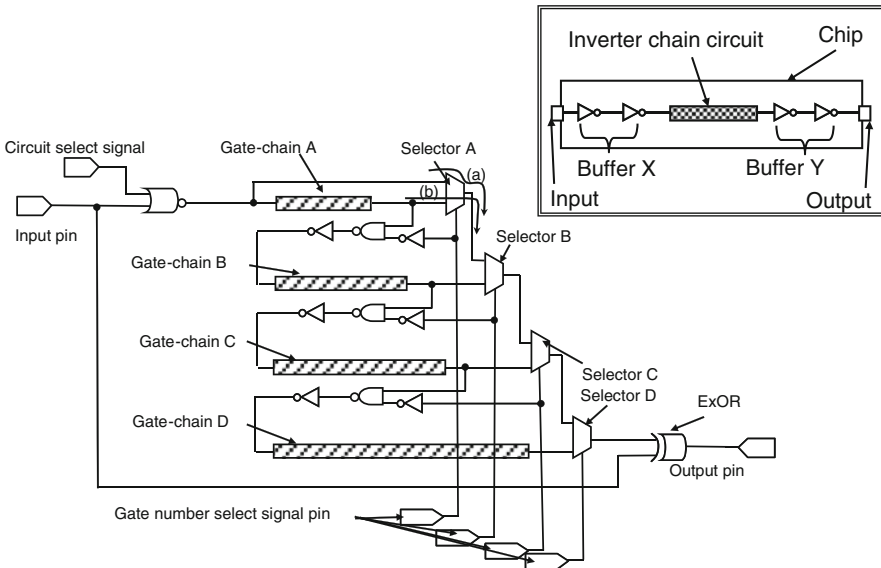 Inverter chain circuit
Chip
Buffer X
Buffer Y
Input
Output
Circuit select signal
Gate-chain A
Selector A
(a)
(b)
Input pin
Selector B
Gate-chain B
Gate-chain C
Selector C
Selector D
ExOR
Gate-chain D
Output pin
Gate number select signal pin